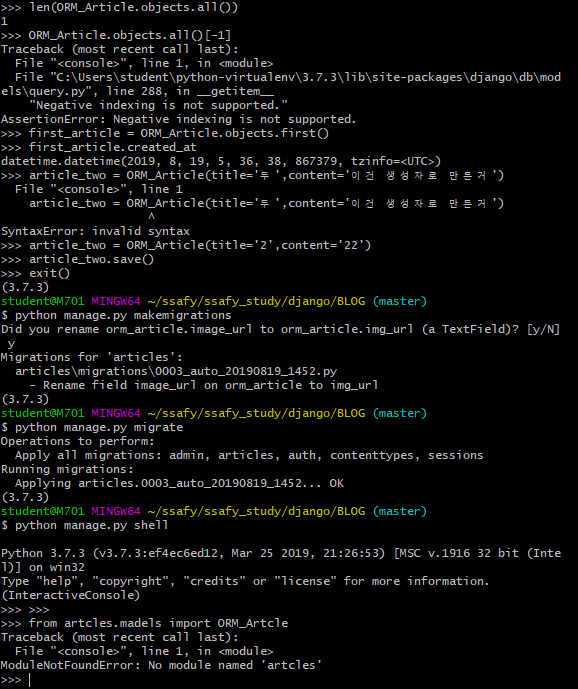 >>> len(ORM_Article.objects.all())
1
>>> ORM_Article.objects.all()[-1]
Traceback (most recent call last):
  File "<console>", line 1, in <module>
  File "C:\Users\student\python-virtualenv\3.7.3\lib\site-packages\django\db\mod
els\query.py", line 288, in __getitem__
    "Negative indexing is not supported."
AssertionError: Negative indexing is not supported.
>>> first_article = ORM_Article.objects.first()
>>> first_article.created_at
datetime.datetime(2019, 8, 19, 5, 36, 38, 867379, tzinfo=<UTC>)
>>> article_two = ORM_Article(title='두',content='이건 생성자로 만든거')
  File "<console>", line 1
    article_two = ORM_Article(title='두',content='이건 생성자로 만든거')
                  ^
SyntaxError: invalid syntax
>>> article_two = ORM_Article(title='2',content='22')
>>> article_two.save()
>>> exit()
(3.7.3)
student@M701 MINGW64 ~/ssafy/ssafy_study/django/BLOG (master)
$ python manage.py makemigrations
Did you rename orm_article.image_url to orm_article.img_url (a TextField)? [y/N]
 y
Migrations for 'articles':
  articles\migrations\0003_auto_20190819_1452.py
    - Rename field image_url on orm_article to img_url
(3.7.3)
student@M701 MINGW64 ~/ssafy/ssafy_study/django/BLOG (master)
$ python manage.py migrate
Operations to perform:
  Apply all migrations: admin, articles, auth, contenttypes, sessions
Running migrations:
  Applying articles.0003_auto_20190819_1452... OK
(3.7.3)
student@M701 MINGW64 ~/ssafy/ssafy_study/django/BLOG (master)
$ python manage.py shell

Python 3.7.3 (v3.7.3:ef4ec6ed12, Mar 25 2019, 21:26:53) [MSC v.1916 32 bit (Inte
l)] on win32
Type "help", "copyright", "credits" or "license" for more information.
(InteractiveConsole)
>>> >>>
>>> from artcles.madels import ORM_Artcle
Traceback (most recent call last):
  File "<console>", line 1, in <module>
ModuleNotFoundError: No module named 'artcles'
>>>